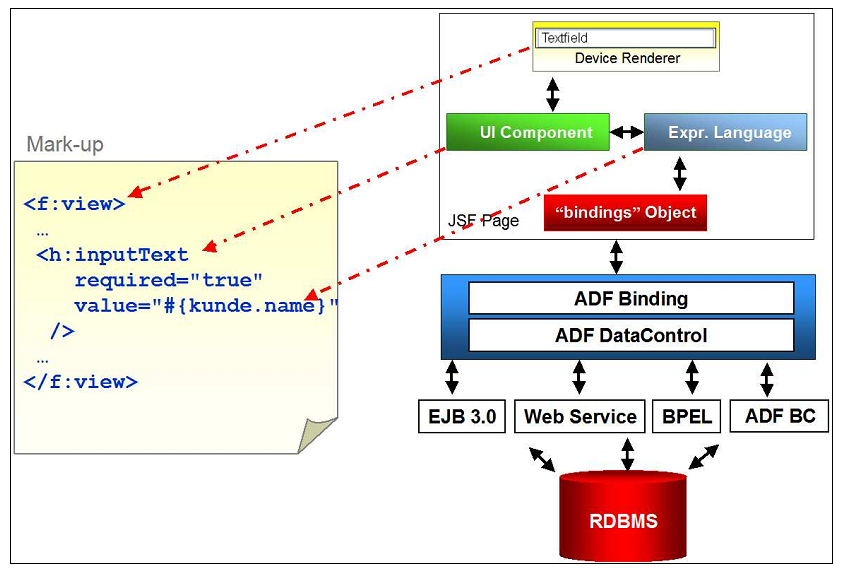 Mark-up
<f:view>
…
<h:inputText
required="true"
value="#{kunde.name}"
/>
…
</f:view>
Textfield
Device Renderer
UI Component
Expr. Language
"bindings" Object
JSF Page
ADF Binding
ADF DataControl
EJB 3.0
Web Service
BPEL
ADF BC
RDBMS